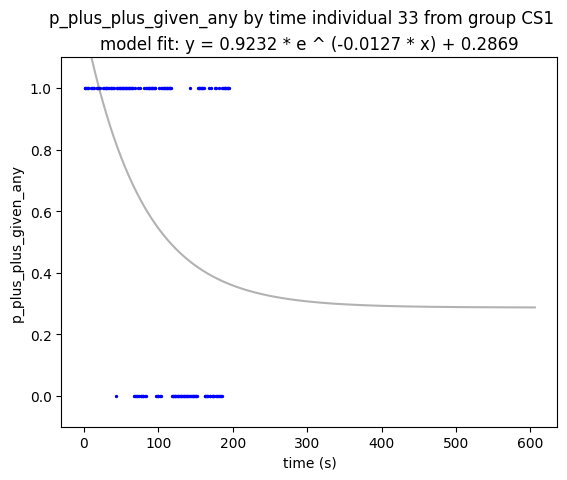 p_plus_plus_given_any by time individual 33 from group CS1
model fit: y = 0.9232 * e ^ (-0.0127 * x) + 0.2869
p_plus_plus_given_any
1.0
0.8
0.6
0.4
0.2
0.0
0 100 200 300 400 500 600
time (s)